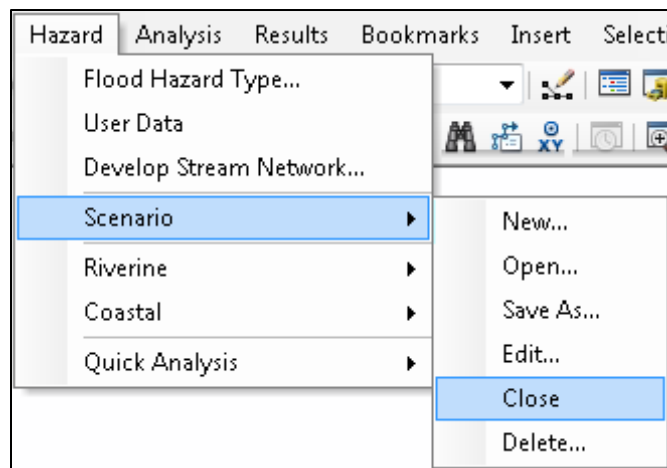 Hazard Analysis Results Bookmarks Insert Selecti
Flood Hazard Type...
User Data
Develop Stream Network...
XY
Scenario
New...
Riverine
Open...
Coastal
Save As...
Quick Analysis
Edit...
Close
Delete...